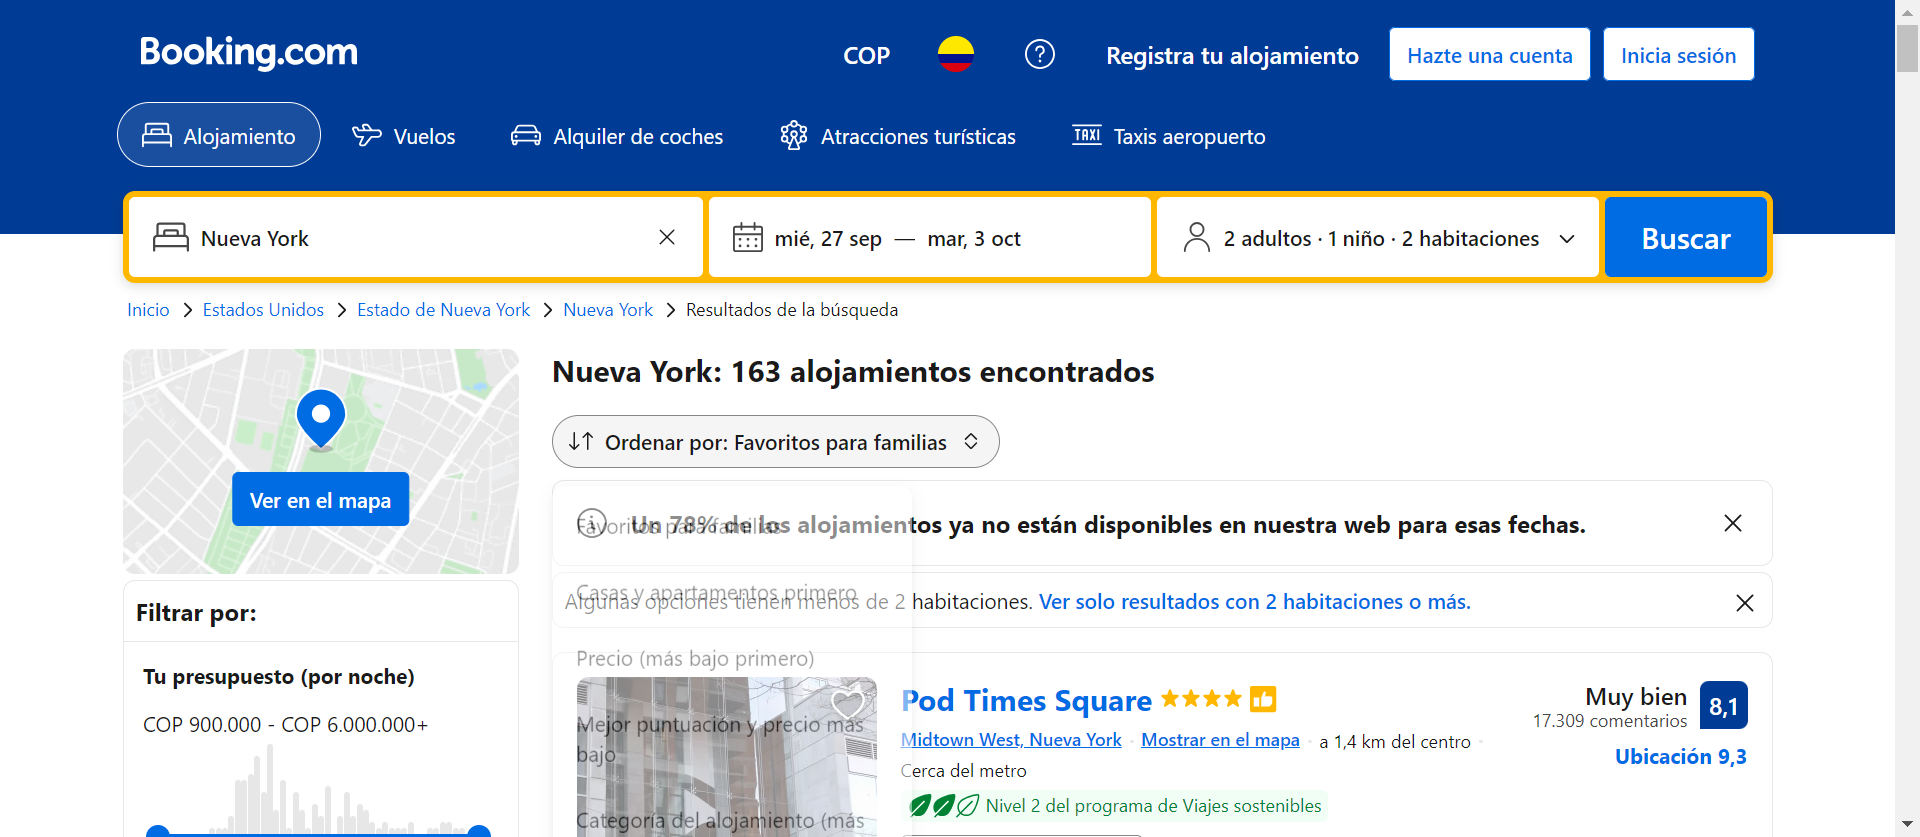 Booking.com
COP
Registra tu alojamiento
Hazte una cuenta
Inicia sesión
Alojamiento
Vuelos
Alquiler de coches
Atracciones turísticas
TAXI Taxis aeropuerto
Nueva York
mié, 27 sep — mar, 3 oct
2 adultos · 1 niño · 2 habitaciones
Buscar
Inicio > Estados Unidos > Estado de Nueva York > Nueva York > Resultados de la búsqueda
Ver en el mapa
Filtrar por:
Tu presupuesto (por noche)
COP 900.000 - COP 6.000.000+
Nueva York: 163 alojamientos encontrados
Ordenar por: Favoritos para familias
Un 78% de los alojamientos ya no están disponibles en nuestra web para esas fechas.
Favoritos para familias
Casas y apartamentos primero
Algunas opciones tienen menos de 2 habitaciones. Ver solo resultados con 2 habitaciones o más.
Precio (más bajo primero)
Mejor puntuación y precio más
bajo
Categoría del alojamiento (más
Pod Times Square
Midtown West, Nueva York
Mostrar en el mapa
a 1,4 km del centro
Cerca del metro
Nivel 2 del programa de Viajes sostenibles
Muy bien
17.309 comentarios
8,1
Ubicación 9,3